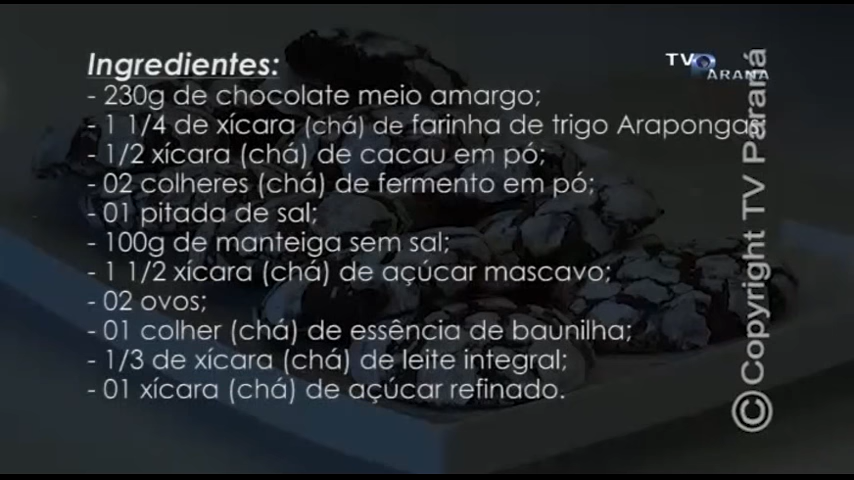 Ingredientes:
- 230g de chocolate meio amargo;
- 1 1/4 de xícara (chá) de farinha de trigo Arapongas
- 1/2 xícara (chá) de cacau em pó;
- 02 colheres (chá) de fermento em pó;
- 01 pitada de sal;
- 100g de manteiga sem sal;
- 1 1/2 xícara (chá) de açúcar mascavo;
- 02 ovos;
- 01 colher (chá) de essência de baunilha;
- 1/3 de xícara (chá) de leite integral;
- 01 xícara (chá) de açúcar refinado.
TV
PARANÁ
© Copyright TV Paraná